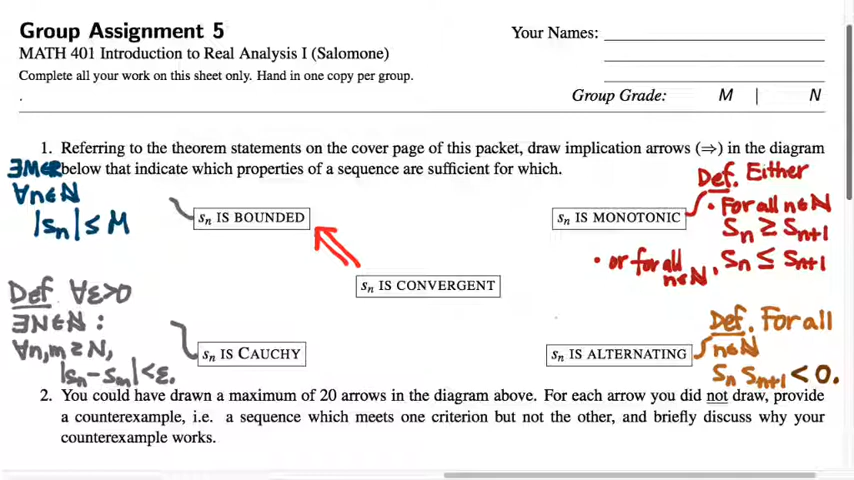 Group Assignment 5
Your Names:
MATH 401 Introduction to Real Analysis I (Salomone)
Complete all your work on this sheet only. Hand in one copy per group.
Group Grade: M | N
.
1. Referring to the theorem statements on the cover page of this packet, draw implication arrows (⇒) in the diagram
below that indicate which properties of a sequence are sufficient for which.
∃M∈R
∀n∈N
|sₙ| ≤ M
sₙ IS BOUNDED
sₙ IS MONOTONIC
Def. Either
• For all n∈N
Sₙ ≥ Sₙ₊₁
• or for all n∈N, Sₙ ≤ Sₙ₊₁
sₙ IS CONVERGENT
Def ∀ε>0
∃N∈N:
∀n,m≥N,
|sₙ-sₘ|<ε.
sₙ IS CAUCHY
sₙ IS ALTERNATING
Def. For all
n∈N
Sₙ Sₙ₊₁ < 0.
2. You could have drawn a maximum of 20 arrows in the diagram above. For each arrow you did not draw, provide
a counterexample, i.e. a sequence which meets one criterion but not the other, and briefly discuss why your
counterexample works.